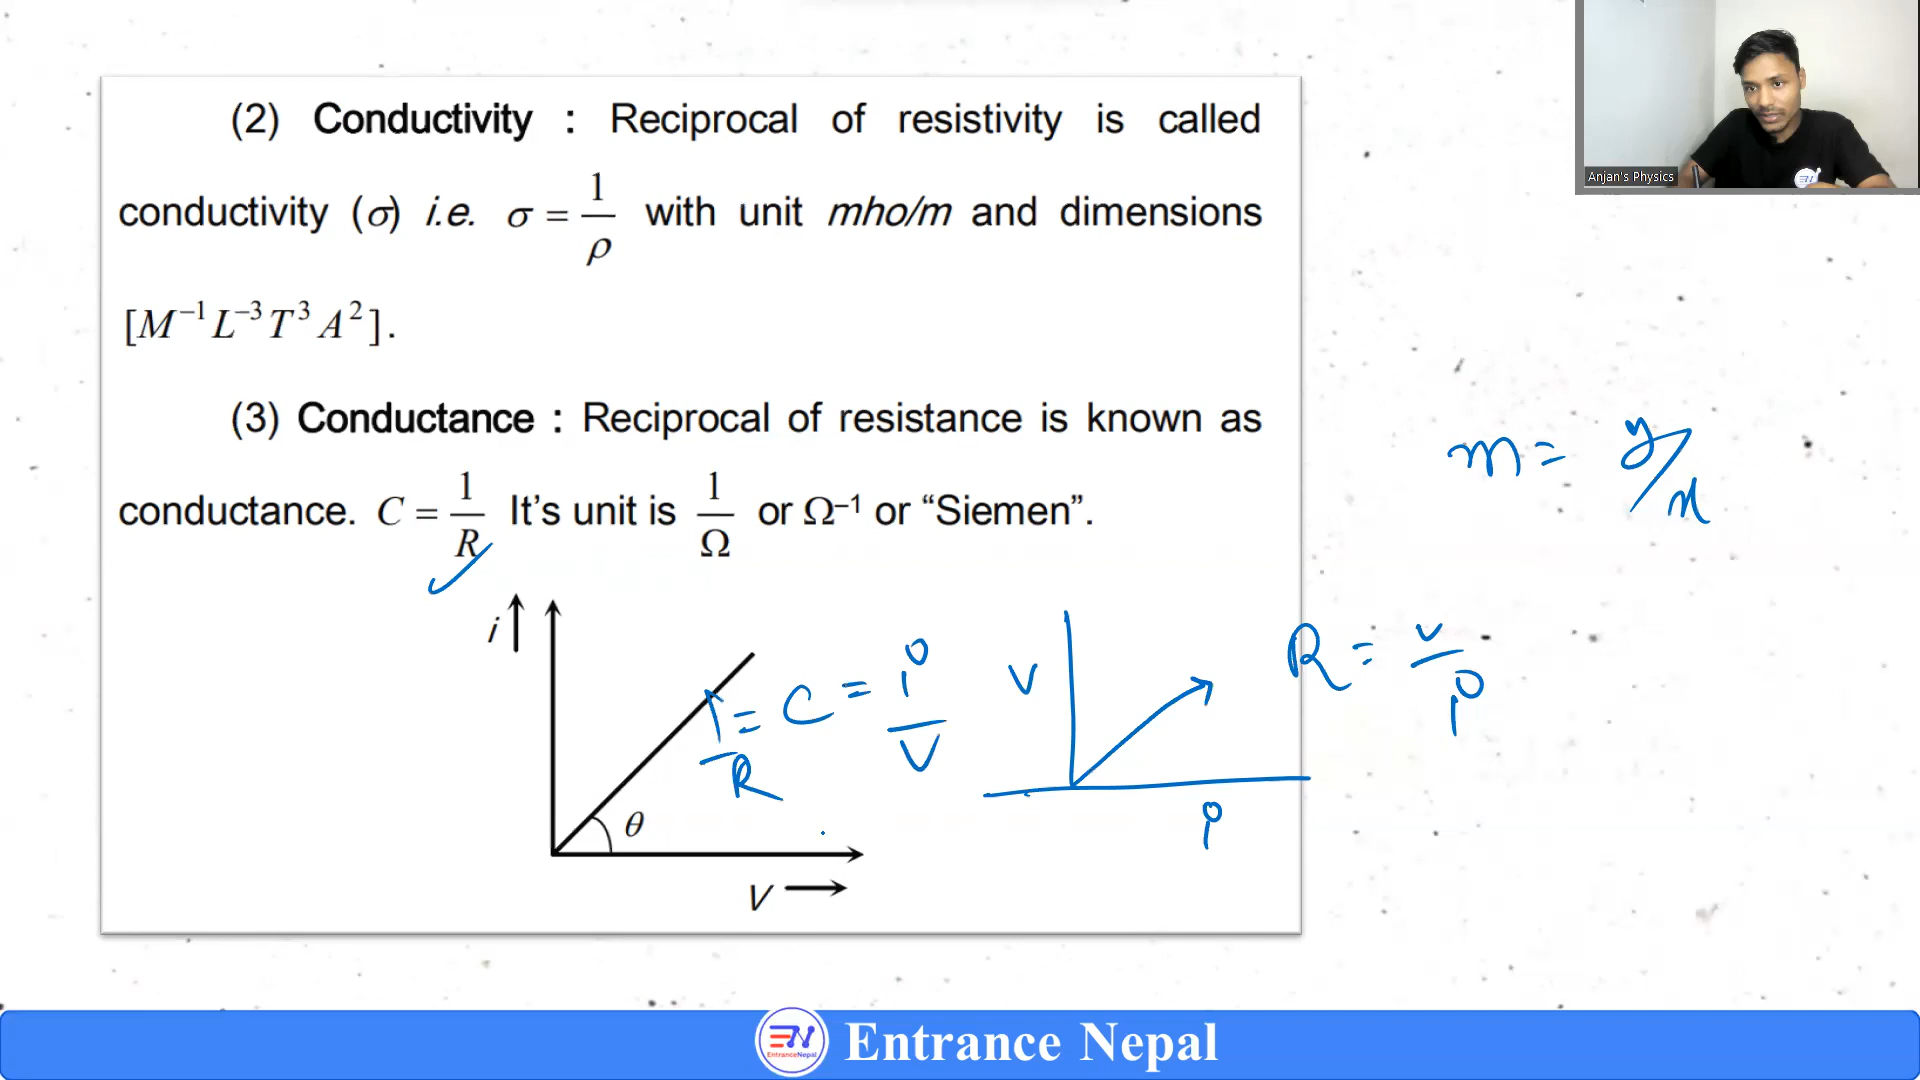 (2) Conductivity : Reciprocal of resistivity is called
conductivity (σ) i.e. σ = 1/ρ with unit mho/m and dimensions
[M⁻¹L⁻³T³A²].
(3) Conductance : Reciprocal of resistance is known as
conductance. C = 1/R It's unit is 1/Ω or Ω⁻¹ or “Siemen”.
m = y/x
i
1/R = C = i/V
V
R = v/i
θ
i
V
Anjan's Physics
EN
EntranceNepal
Entrance Nepal